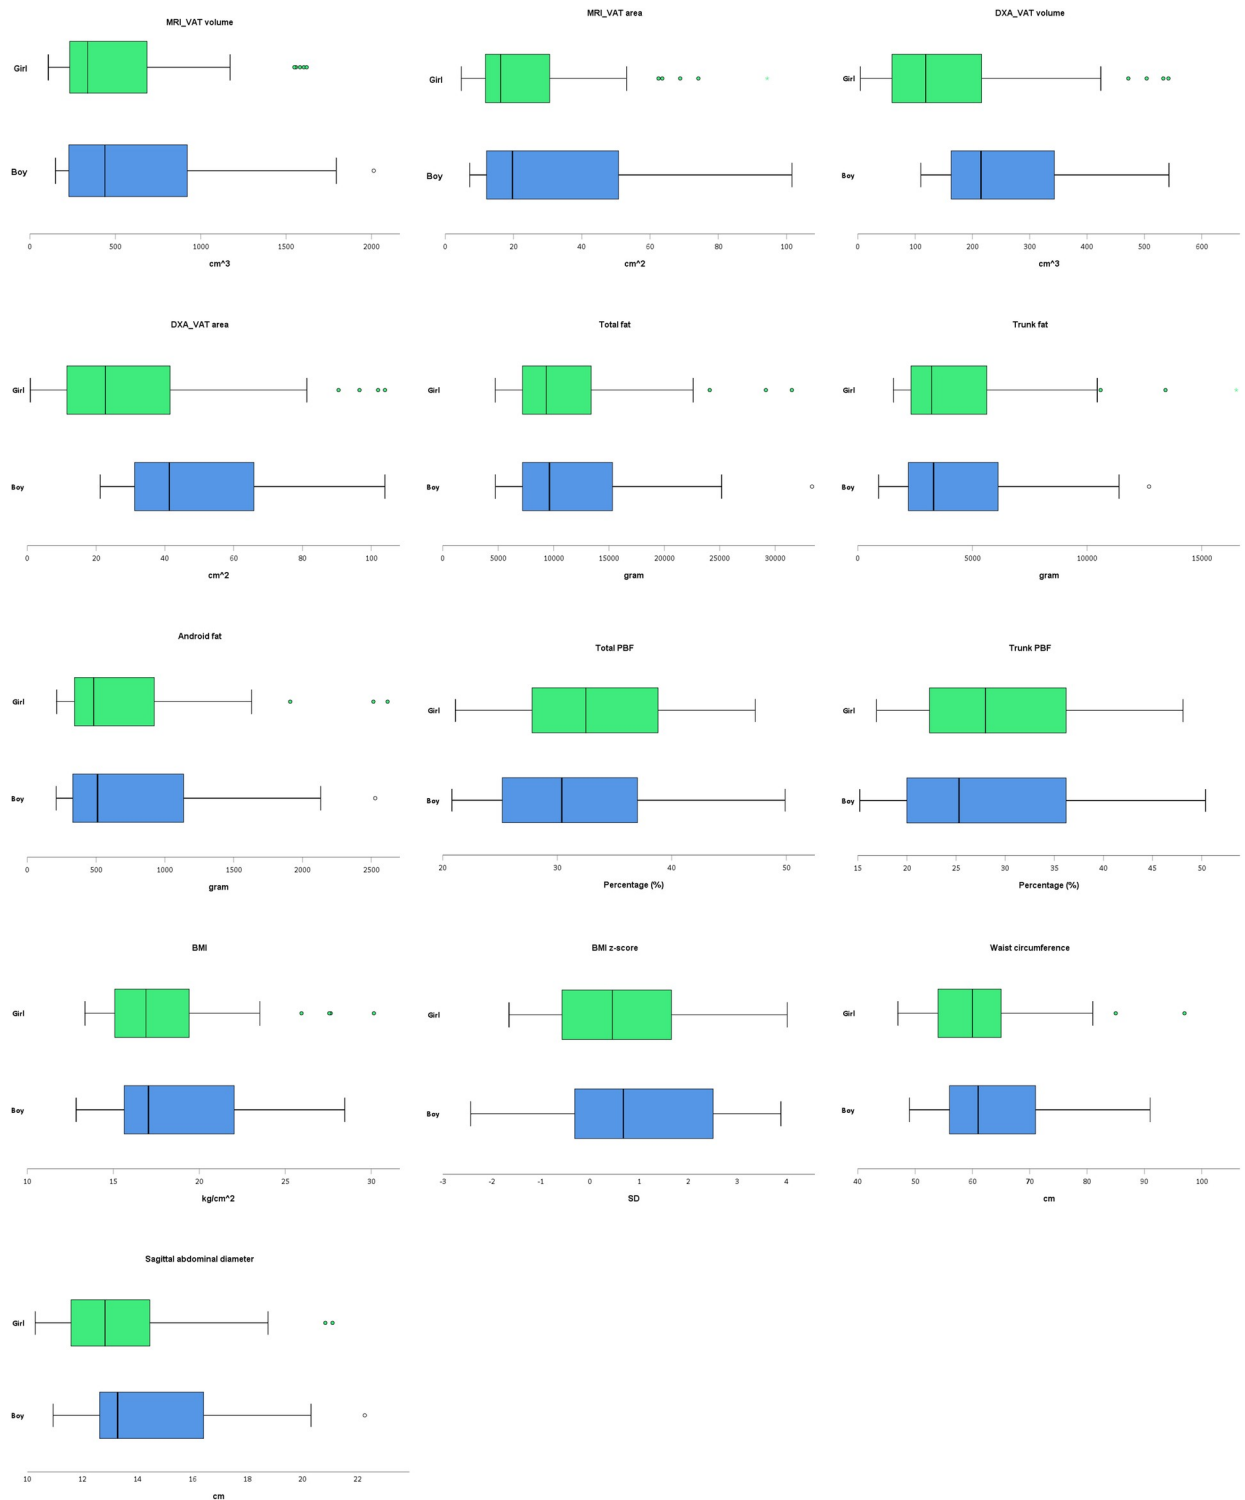 MRI_VAT volume
Girl
Boy
0 500 1000 1500 2000
cm^3
MRI_VAT area
Girl
Boy
0 20 40 60 80 100
cm^2
DXA_VAT volume
Girl
Boy
0 100 200 300 400 500 600
cm^3
DXA_VAT area
Girl
Boy
0 20 40 60 80 100
cm^2
Total fat
Girl
Boy
0 5000 10000 15000 20000 25000 30000
gram
Trunk fat
Girl
Boy
0 5000 10000 15000
gram
Android fat
Girl
Boy
0 500 1000 1500 2000 2500
gram
Total PBF
Girl
Boy
20 30 40 50
Percentage (%)
Trunk PBF
Girl
Boy
15 20 25 30 35 40 45 50
Percentage (%)
BMI
Girl
Boy
10 15 20 25 30
kg/cm^2
BMI z-score
Girl
Boy
-3 -2 -1 0 1 2 3 4
SD
Waist circumference
Girl
Boy
40 50 60 70 80 90 100
cm
Sagittal abdominal diameter
Girl
Boy
10 12 14 16 18 20 22
cm